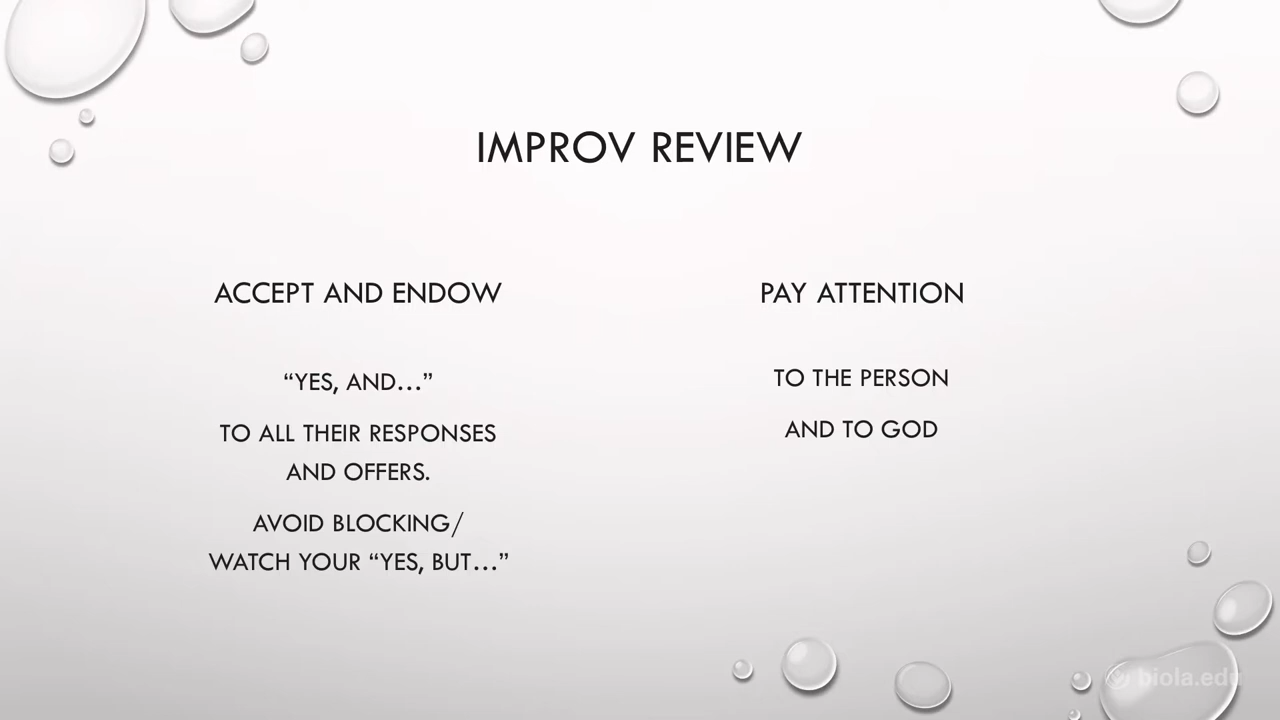 IMPROV REVIEW
ACCEPT AND ENDOW
“YES, AND…”
TO ALL THEIR RESPONSES
AND OFFERS.
AVOID BLOCKING/
WATCH YOUR “YES, BUT…”
PAY ATTENTION
TO THE PERSON
AND TO GOD
biola.edu